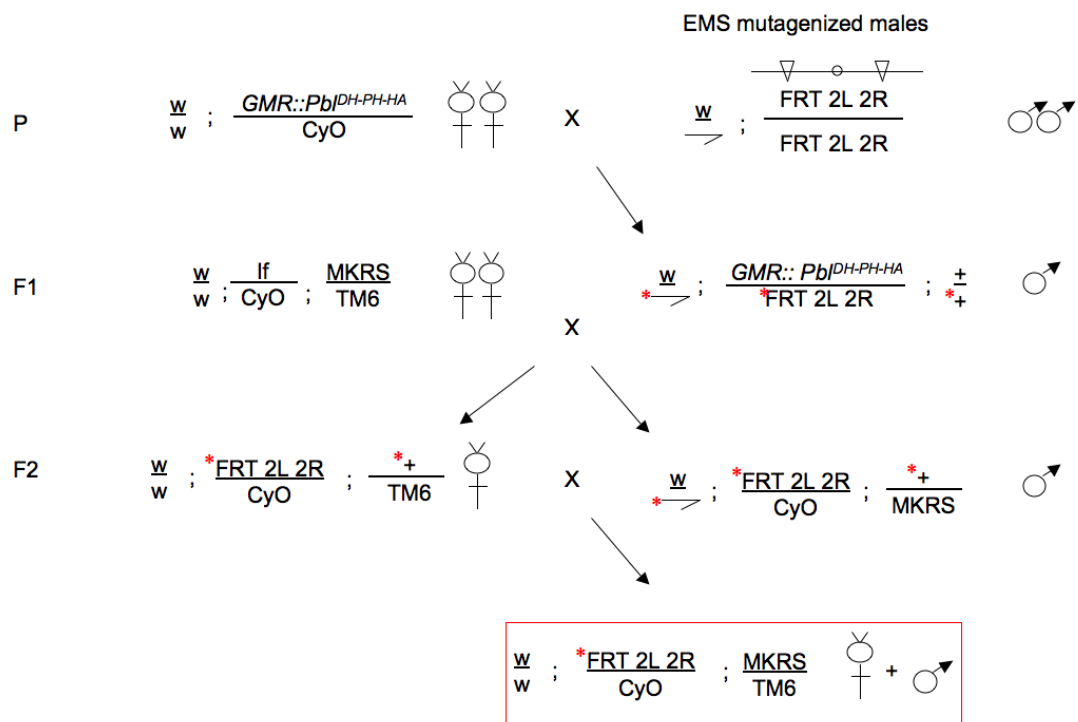 EMS mutagenized males
P
w
w
;
GMR::Pbl^DH-PH-HA
CyO
X
w
;
FRT 2L 2R
FRT 2L 2R
F1
w
w
;
If
CyO
;
MKRS
TM6
X
w
*
;
GMR:: Pbl^DH-PH-HA
*FRT 2L 2R
;
+
*+
F2
w
w
;
*FRT 2L 2R
CyO
;
*+
TM6
X
w
*
;
*FRT 2L 2R
CyO
;
*+
MKRS
w
w
;
*FRT 2L 2R
CyO
;
MKRS
TM6
+